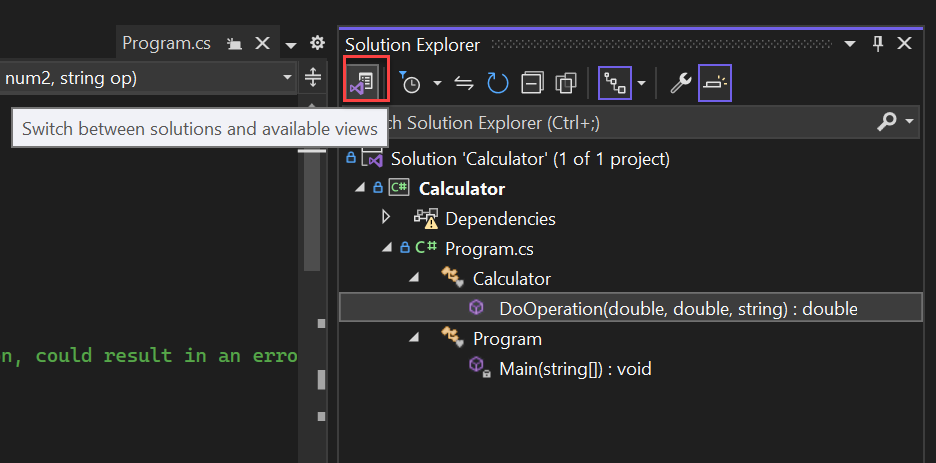 Program.cs
Solution Explorer
num2, string op)
Switch between solutions and available views
ch Solution Explorer (Ctrl+;)
Solution 'Calculator' (1 of 1 project)
C# Calculator
Dependencies
C# Program.cs
Calculator
DoOperation(double, double, string) : double
n, could result in an erro
Program
Main(string[]) : void